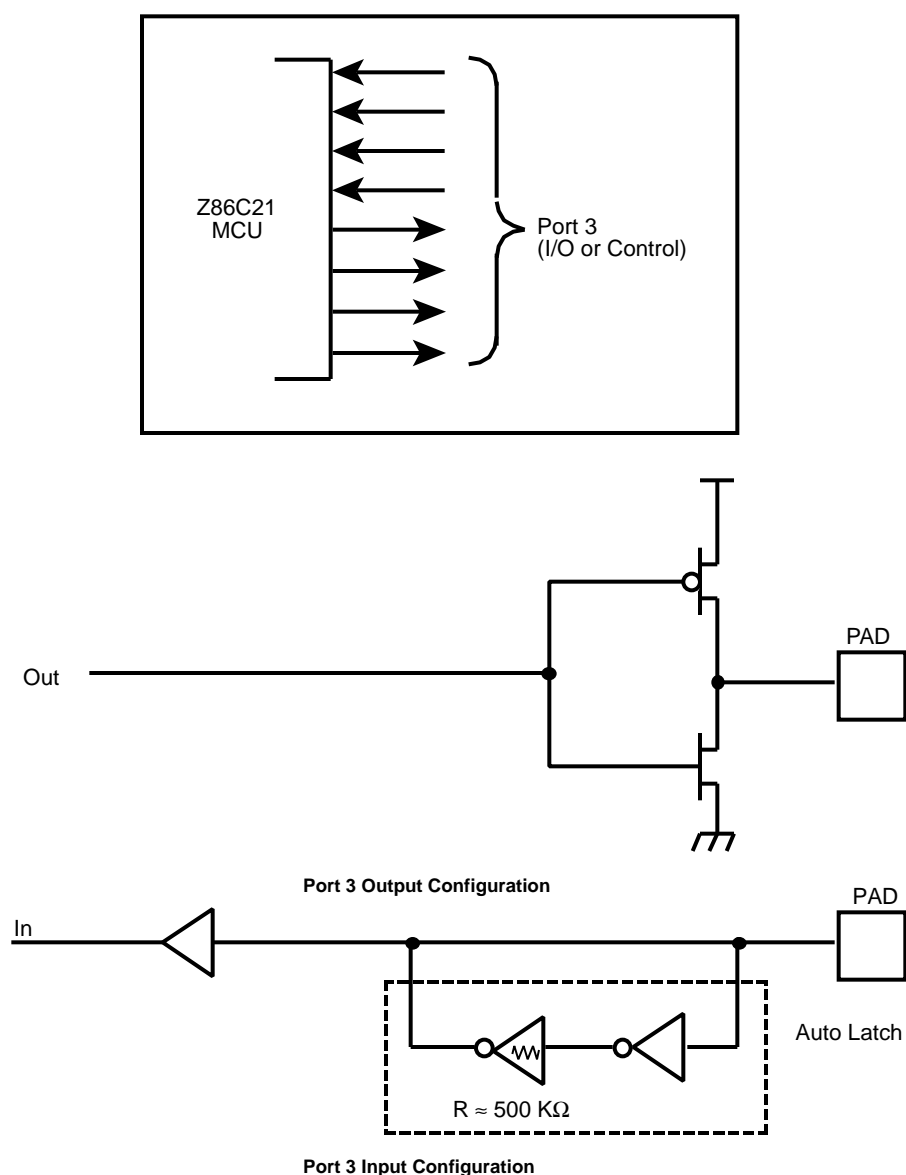 Z86C21
MCU
Port 3
(I/O or Control)
PAD
Out
Port 3 Output Configuration
PAD
In
Auto Latch
R ≈ 500 KΩ
Port 3 Input Configuration